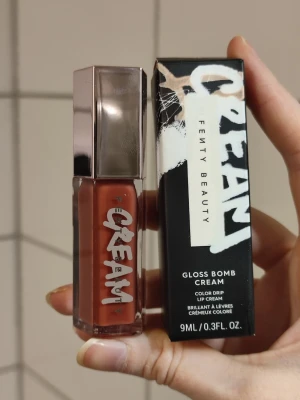 CREAM
CREAM
FENTY BEAUTY
GLOSS BOMB
CREAM
COLOR DRIP
LIP CREAM
BRILLANT À LÈVRES
CRÉMEUX COLORÉ
9ML / 0.3FL. OZ.